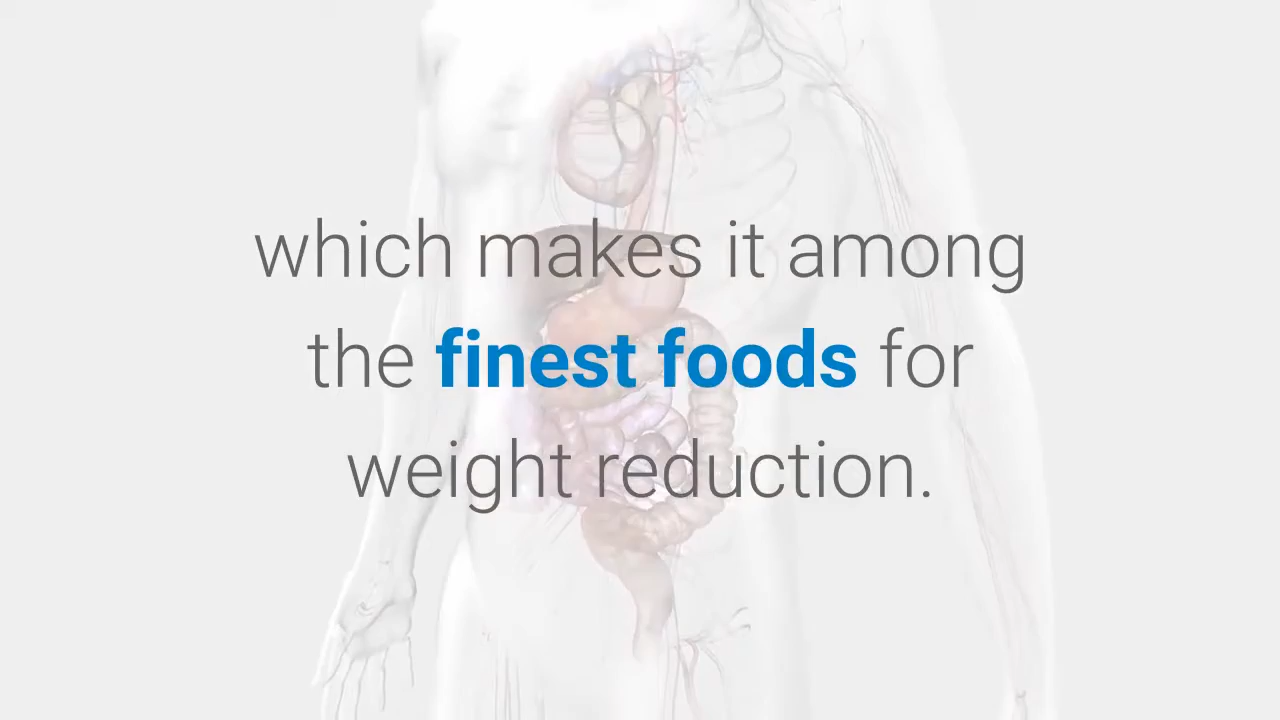 which makes it among
the finest foods for
weight reduction.